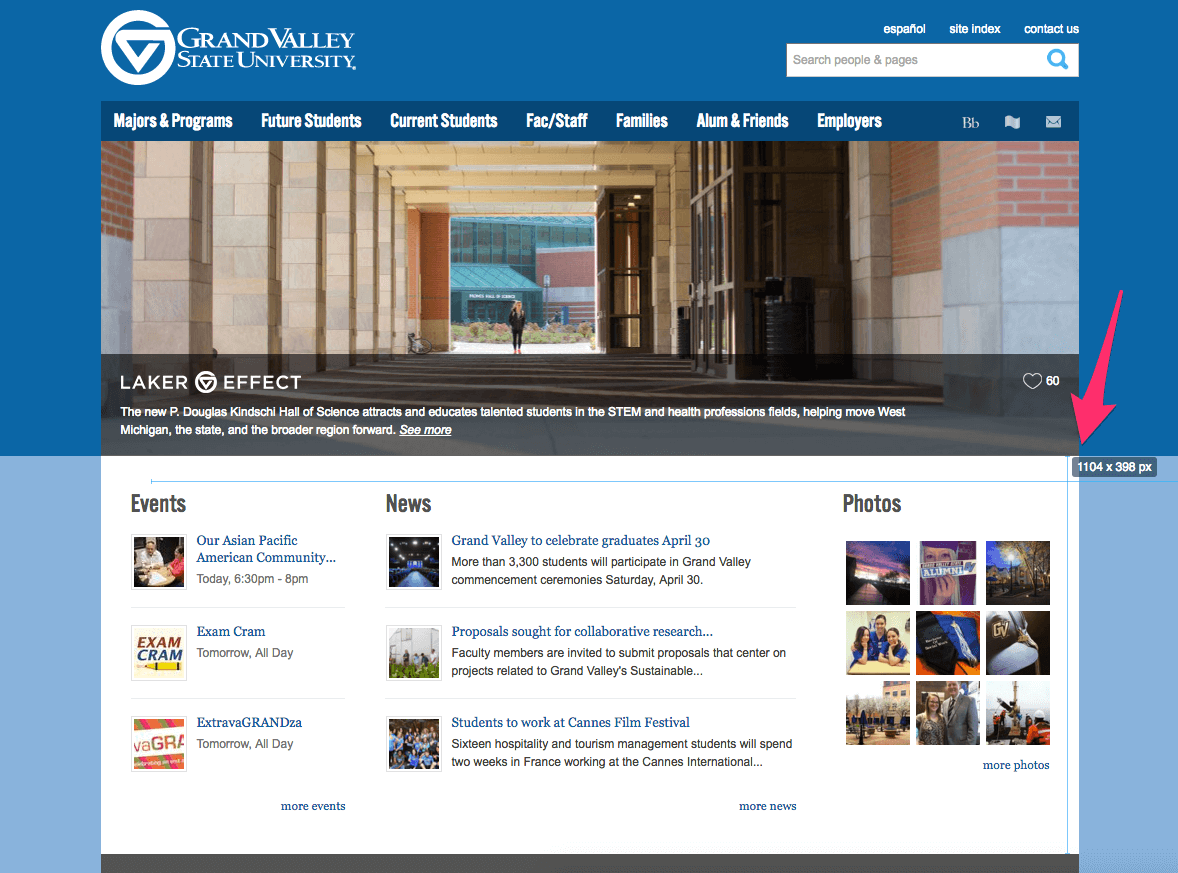 GRAND VALLEY
STATE UNIVERSITY.
español site index contact us
Search people & pages
Majors & Programs Future Students Current Students Fac/Staff Families Alum & Friends Employers Bb
LAKER EFFECT
60
The new P. Douglas Kindschi Hall of Science attracts and educates talented students in the STEM and health professions fields, helping move West
Michigan, the state, and the broader region forward. See more
1104 x 398 px
Events
Our Asian Pacific
American Community...
Today, 6:30pm - 8pm
EXAM
CRAM
Exam Cram
Tomorrow, All Day
vaGRA
ExtravaGRANDza
Tomorrow, All Day
more events
News
Grand Valley to celebrate graduates April 30
More than 3,300 students will participate in Grand Valley
commencement ceremonies Saturday, April 30.
Proposals sought for collaborative research...
Faculty members are invited to submit proposals that center on
projects related to Grand Valley's Sustainable...
Students to work at Cannes Film Festival
Sixteen hospitality and tourism management students will spend
two weeks in France working at the Cannes International...
more news
Photos
ALUMNI
GV
more photos